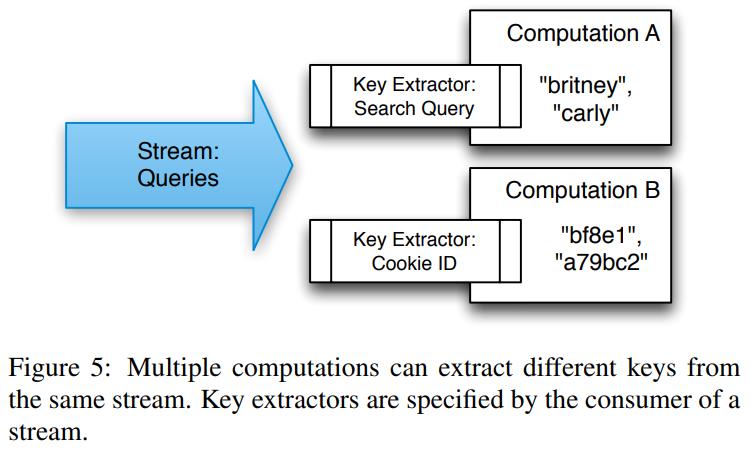 Stream:
Queries
Key Extractor:
Search Query
Computation A
"britney",
"carly"
Key Extractor:
Cookie ID
Computation B
"bf8e1",
"a79bc2"
Figure 5: Multiple computations can extract different keys from
the same stream. Key extractors are specified by the consumer of a
stream.